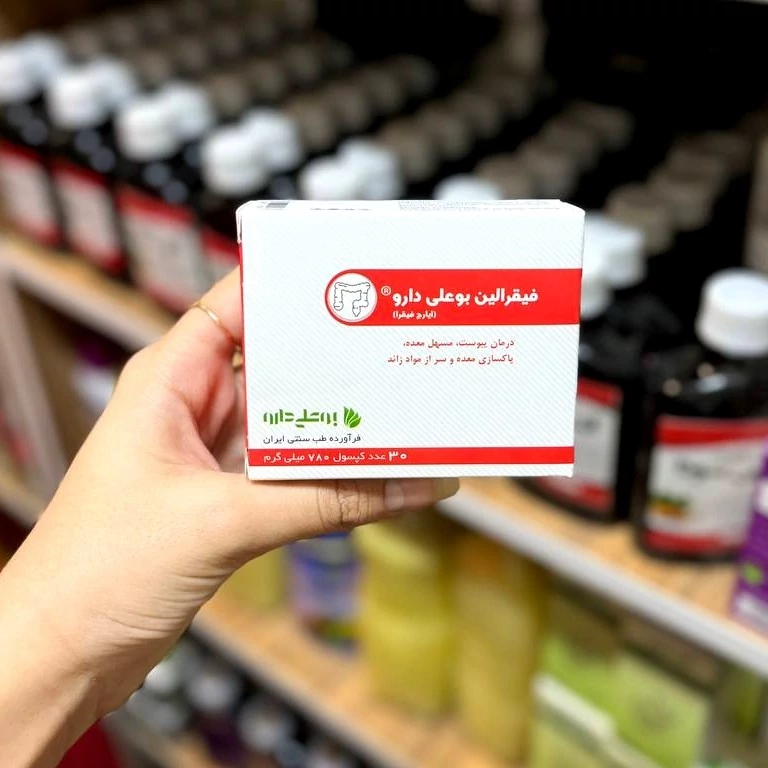 فیقرالین بوعلی دارو®
(ایارج فیقرا)
درمان یبوست، مسهل معده،
پاکسازی معده و سر از مواد زائد
بوعلی دارو
فرآورده طب سنتی ایران
۳۰ عدد کپسول ۷۸۰ میلی گرم